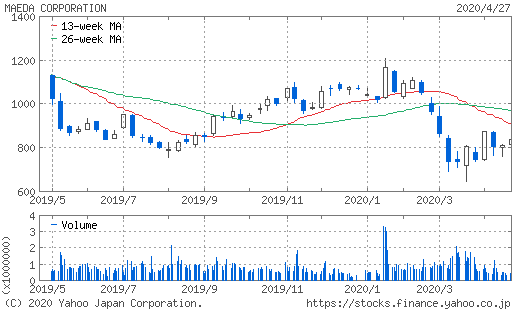 MAEDA CORPORATION 2020/4/27
1400
13-week MA
26-week MA
1200
1000
800
600
2019/5 2019/7 2019/9 2019/11 2020/1 2020/3
4
Volume
3
2
1
0
(x1000000)
2019/5 2019/7 2019/9 2019/11 2020/1 2020/3
(C) 2020 Yahoo Japan Corporation. https://stocks.finance.yahoo.co.jp/